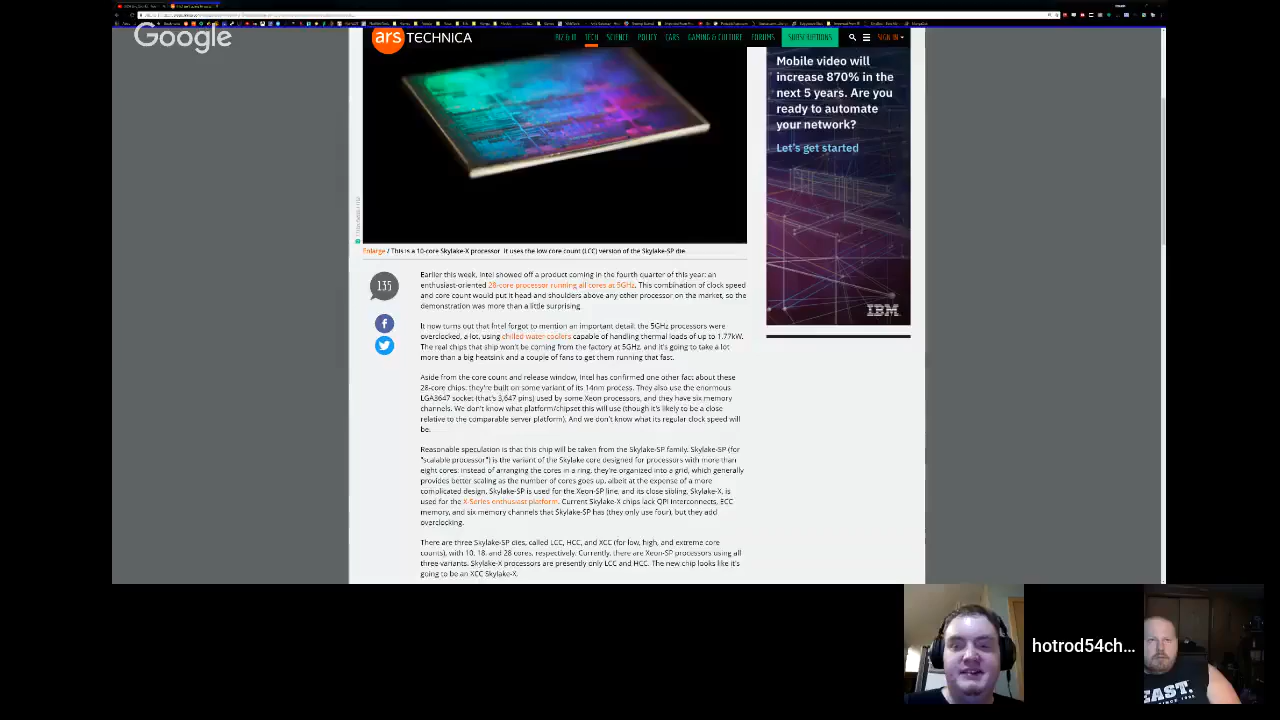 Google
ars TECHNICA
BIZ & IT TECH SCIENCE POLICY CARS GAMING & CULTURE FORUMS SUBSCRIPTIONS SIGN IN
Mobile video will
increase 870% in the
next 5 years. Are you
ready to automate
your network?
Let's get started
IBM
Enlarge / This is a 10-core Skylake-X processor. It uses the low core count (LCC) version of the Skylake-SP die.
135
Earlier this week, Intel showed off a product coming in the fourth quarter of this year: an
enthusiast-oriented 28-core processor running all cores at 5GHz. This combination of clock speed
and core count would put it head and shoulders above any other processor on the market, so the
demonstration was more than a little surprising.
It now turns out that Intel forgot to mention an important detail: the 5GHz processors were
overclocked, a lot, using chilled water coolers capable of handling thermal loads of up to 1.77kW.
The real chips that ship won't be coming from the factory at 5GHz, and it's going to take a lot
more than a big heatsink and a couple of fans to get them running that fast.
Aside from the core count and release window, Intel has confirmed one other fact about these
28-core chips: they're built on some variant of its 14nm process. They also use the enormous
LGA3647 socket (that's 3,647 pins) used by some Xeon processors, and they have six memory
channels. We don't know what platform/chipset this will use (though it's likely to be a close
relative to the comparable server platform). And we don't know what its regular clock speed will
be.
Reasonable speculation is that this chip will be taken from the Skylake-SP family. Skylake-SP (for
"scalable processor") is the variant of the Skylake core designed for processors with more than
eight cores: instead of arranging the cores in a ring, they're organized into a grid, which generally
provides better scaling as the number of cores goes up, albeit at the expense of a more
complicated design. Skylake-SP is used for the Xeon-SP line, and its close sibling, Skylake-X, is
used for the X-Series enthusiast platform. Current Skylake-X chips lack QPI interconnects, ECC
memory, and six memory channels that Skylake-SP has (they only use four), but they add
overclocking.
There are three Skylake-SP dies, called LCC, HCC, and XCC (for low, high, and extreme core
counts), with 10, 18, and 28 cores, respectively. Currently, there are Xeon-SP processors using all
three variants. Skylake-X processors are presently only LCC and HCC. The new chip looks like it's
going to be an XCC Skylake-X.
hotrod54ch...
EAST